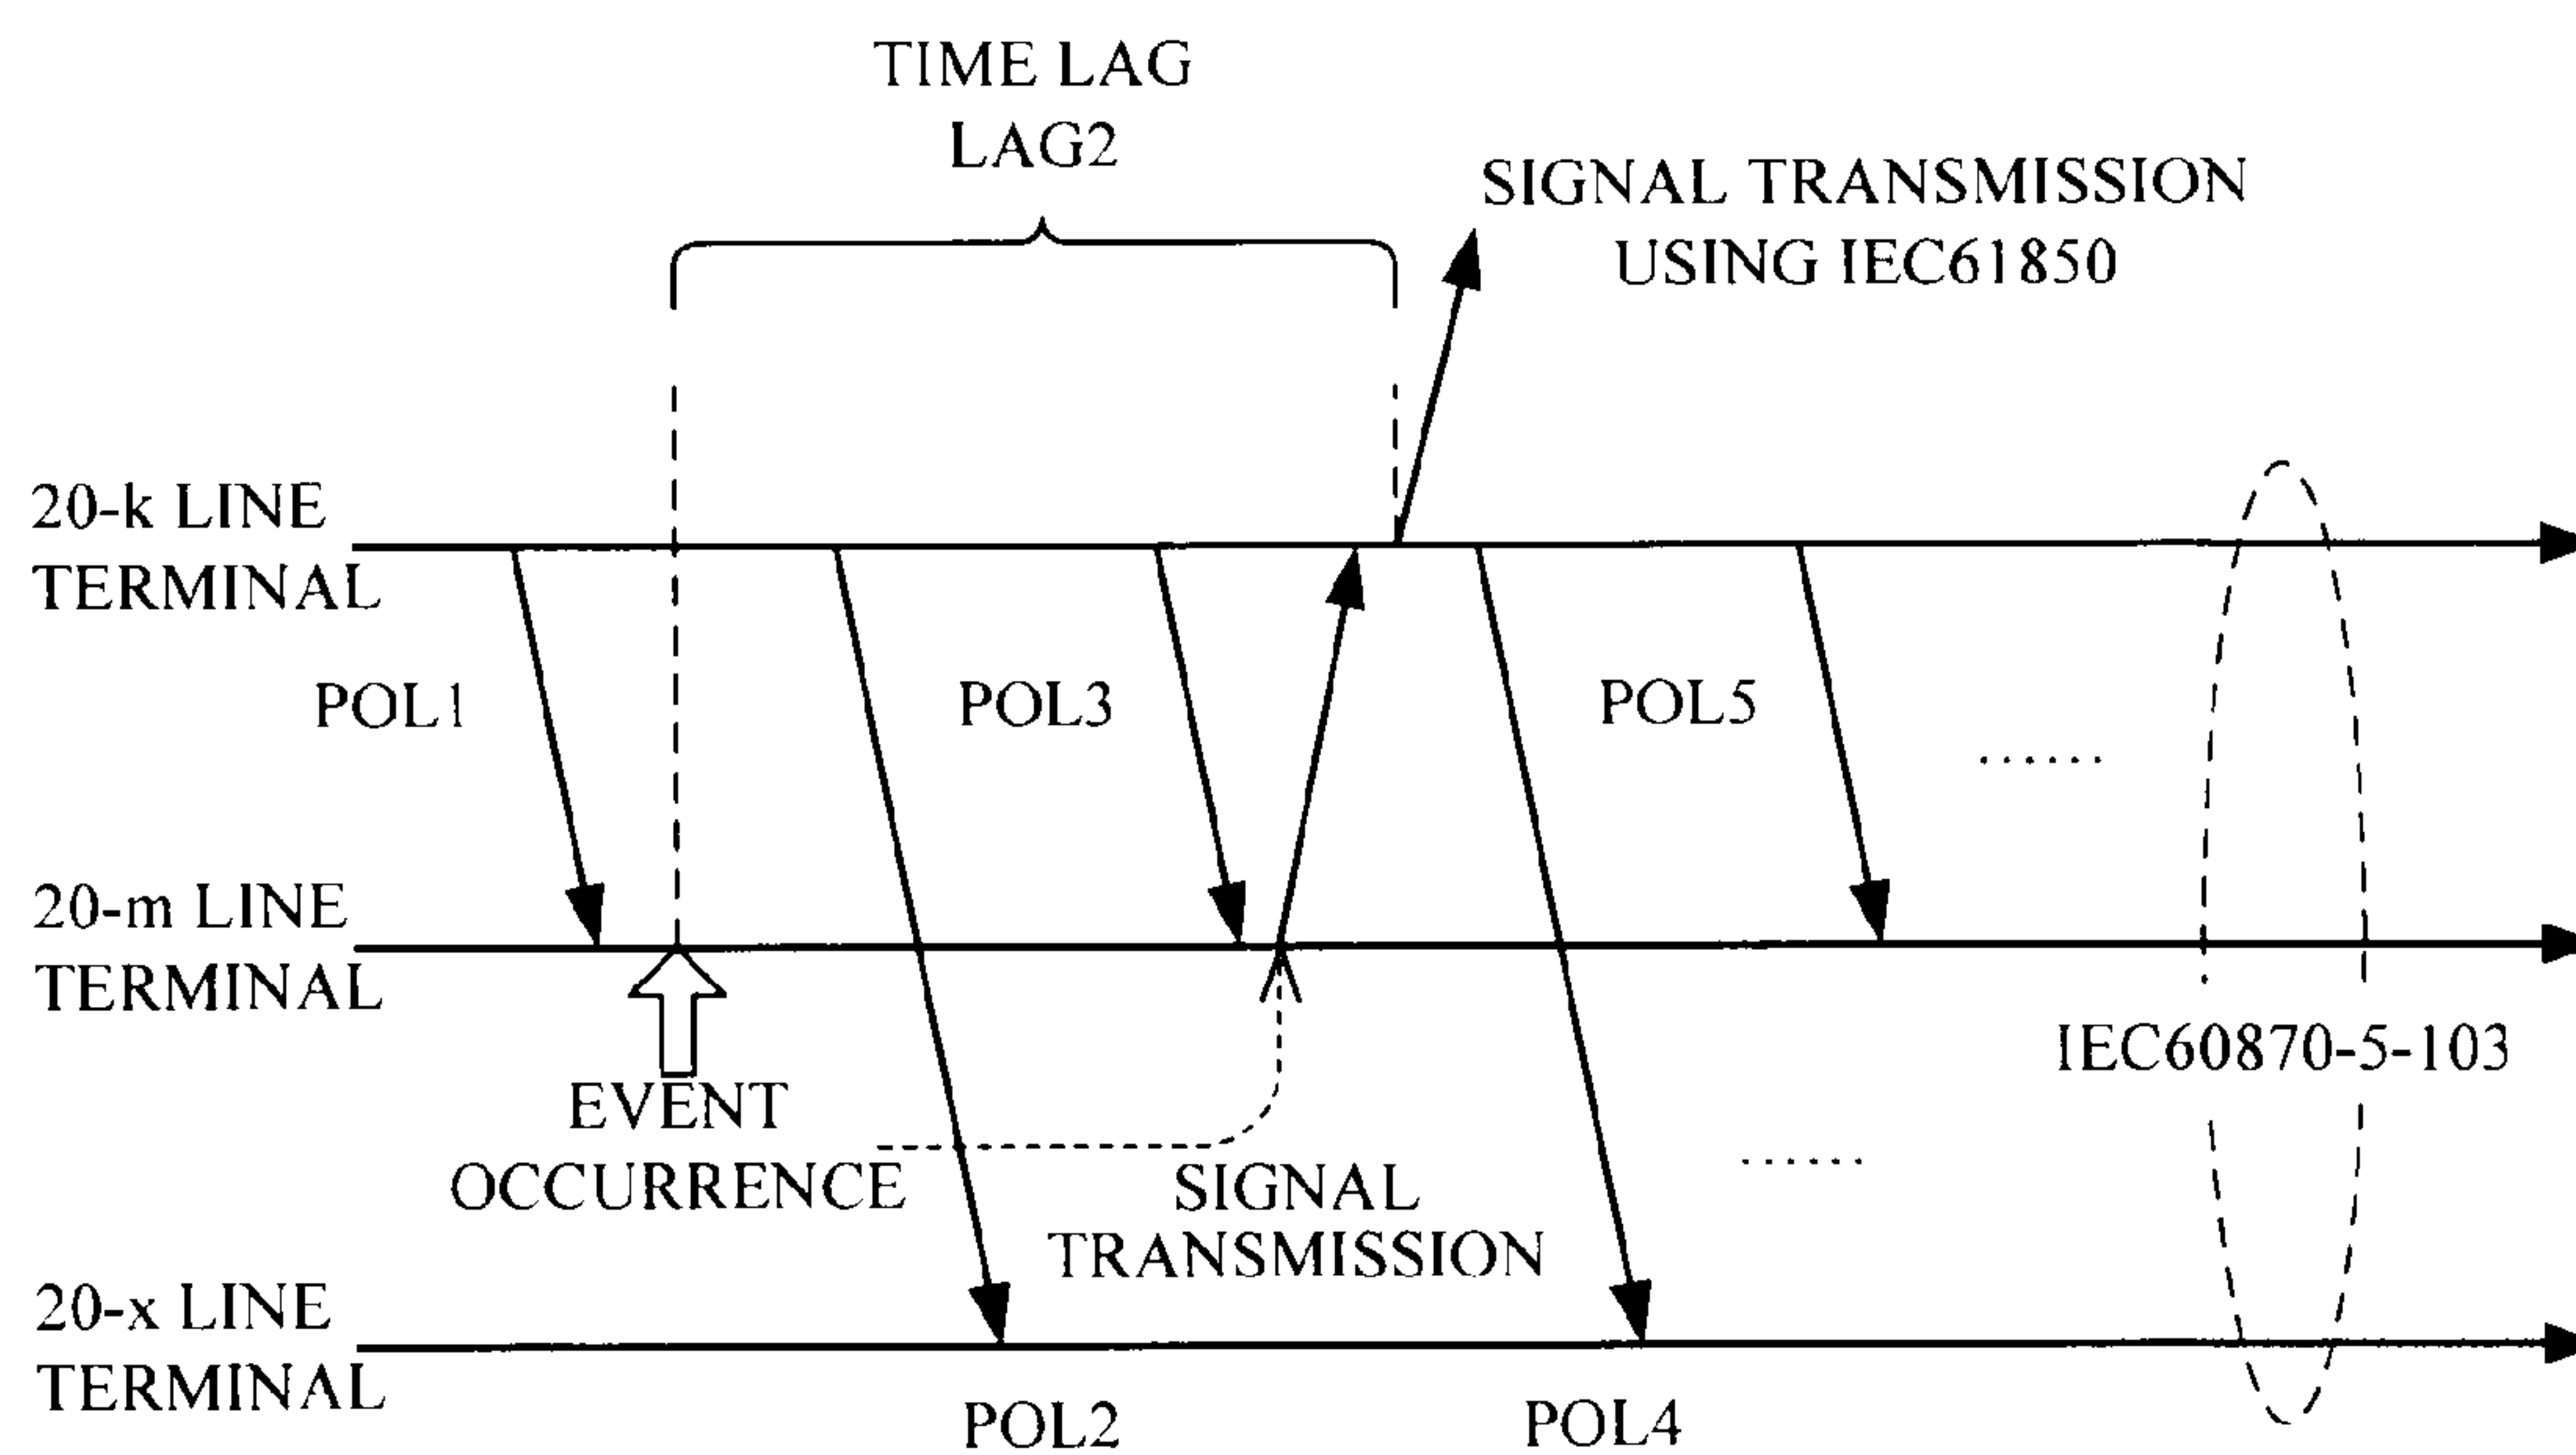 TIME LAG
LAG2
SIGNAL TRANSMISSION
USING IEC61850
20-k LINE
TERMINAL
POL1
POL3
POL5
......
20-m LINE
TERMINAL
IEC60870-5-103
EVENT
OCCURRENCE
SIGNAL
TRANSMISSION
......
20-x LINE
TERMINAL
POL2
POL4